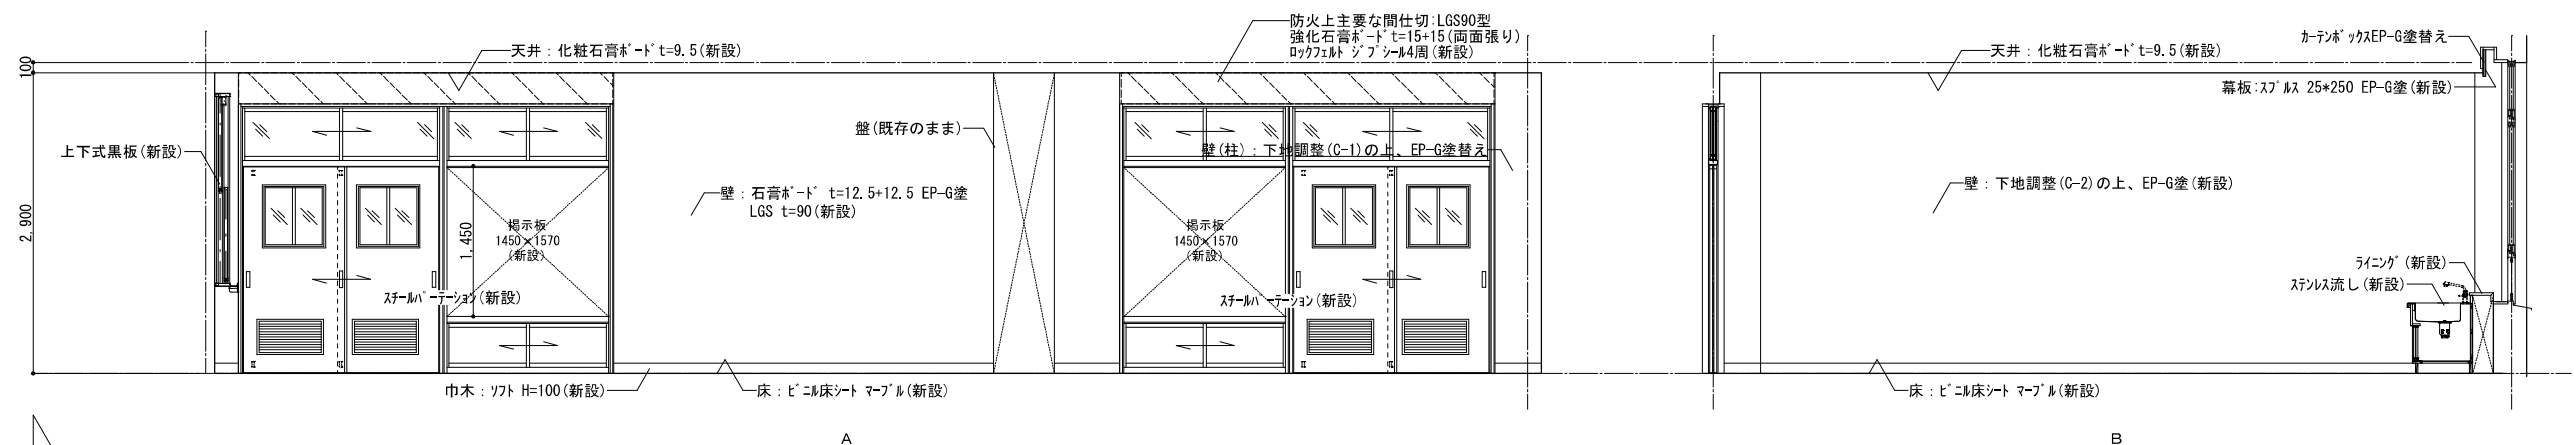 防火上主要な間仕切:LGS90型
強化石膏ボードt=15+15(両面張り)
ロックフェルト ジプシール4周(新設)
天井：化粧石膏ボードt=9.5(新設)
天井：化粧石膏ボードt=9.5(新設)
カーテンボックスEP-G塗替え
幕板:スプルス 25*250 EP-G塗(新設)
100
2,900
上下式黒板(新設)
盤(既存のまま)
壁(柱)：下地調整(C-1)の上、EP-G塗替え
壁：石膏ボード t=12.5+12.5 EP-G塗
LGS t=90(新設)
壁：下地調整(C-2)の上、EP-G塗(新設)
掲示板
1450×1570
(新設)
1,450
掲示板
1450×1570
(新設)
スチールパーテーション(新設)
スチールパーテーション(新設)
ライニング(新設)
ステンレス流し(新設)
巾木：ソフト H=100(新設)
床：ビニル床シート マーブル(新設)
床：ビニル床シート マーブル(新設)
A
B